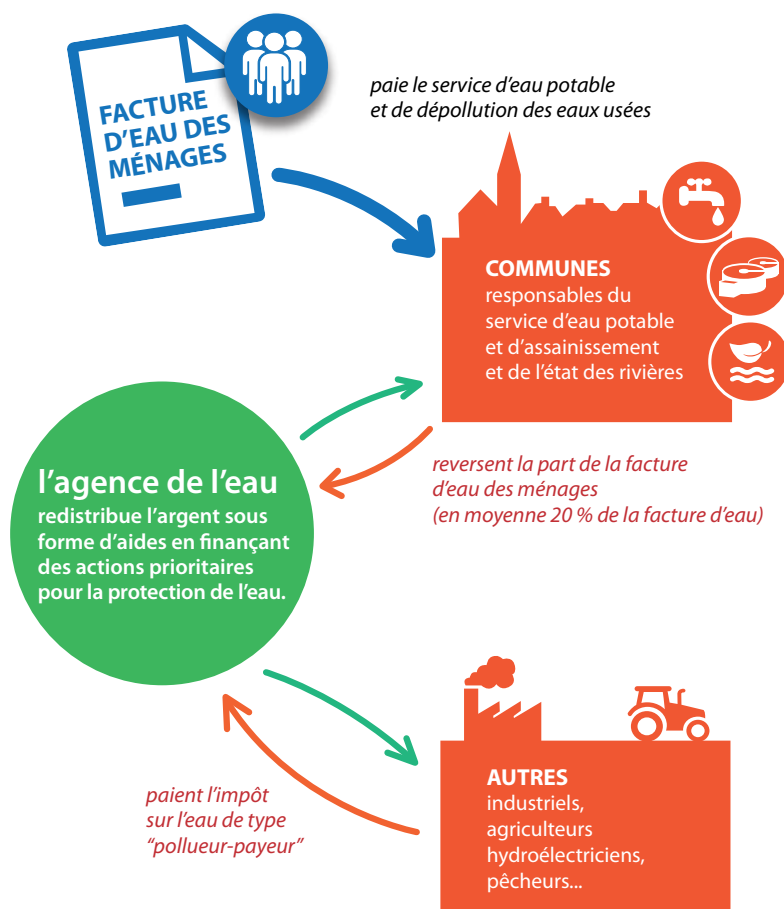 FACTURE
D'EAU DES
MÉNAGES
paie le service d'eau potable
et de dépollution des eaux usées
COMMUNES
responsables du
service d'eau potable
et d'assainissement
et de l'état des rivières
reversent la part de la facture
d'eau des ménages
(en moyenne 20 % de la facture d'eau)
l'agence de l'eau
redistribue l'argent sous
forme d'aides en finançant
des actions prioritaires
pour la protection de l'eau.
paient l'impôt
sur l'eau de type
“pollueur-payeur”
AUTRES
industriels,
agriculteurs
hydroélectriciens,
pêcheurs...